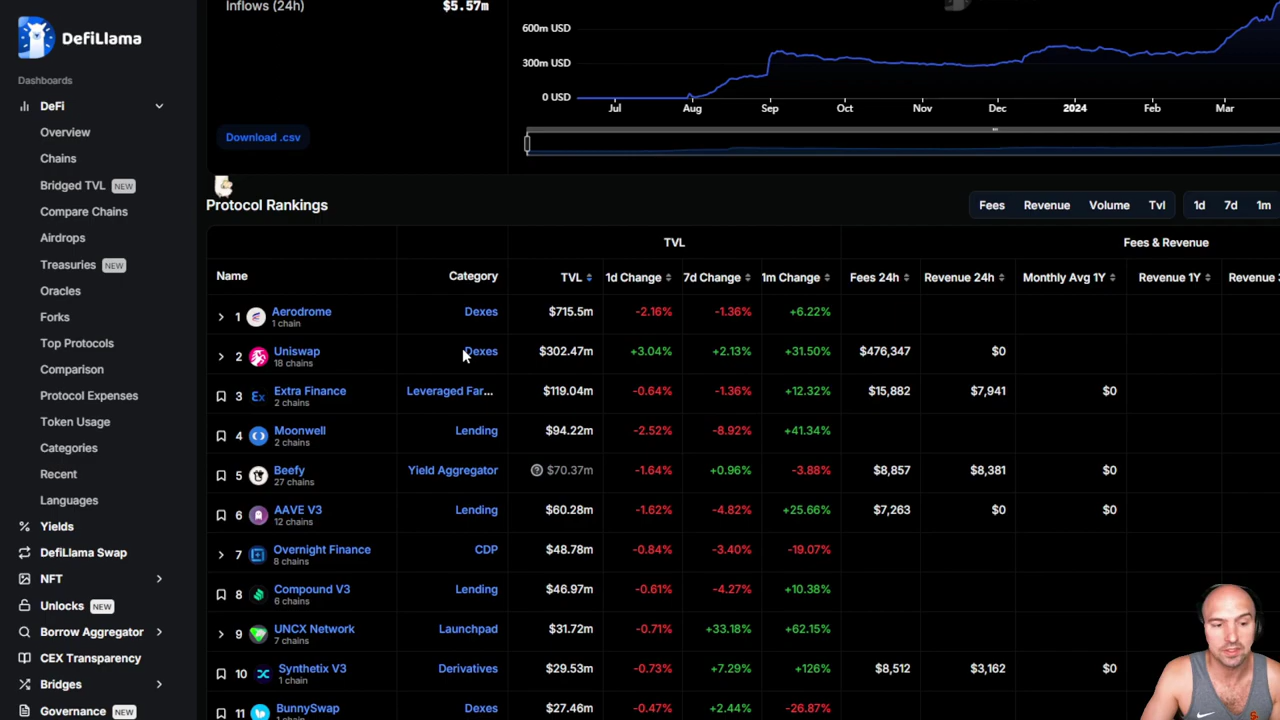 DefiLlama
Dashboards
DeFi
Overview
Chains
Bridged TVL NEW
Compare Chains
Airdrops
Treasuries NEW
Oracles
Forks
Top Protocols
Comparison
Protocol Expenses
Token Usage
Categories
Recent
Languages
Yields
DefiLlama Swap
NFT
Unlocks NEW
Borrow Aggregator
CEX Transparency
Bridges
Governance NEW
Inflows (24h) $5.57m
Download .csv
600m USD
300m USD
0 USD
Jul Aug Sep Oct Nov Dec 2024 Feb Mar
Protocol Rankings
Fees Revenue Volume Tvl 1d 7d 1m
TVL Fees & Revenue
Name Category TVL 1d Change 7d Change 1m Change Fees 24h Revenue 24h Monthly Avg 1Y Revenue 1Y Revenue
1 Aerodrome Dexes $715.5m -2.16% -1.36% +6.22%
1 chain
2 Uniswap Dexes $302.47m +3.04% +2.13% +31.50% $476,347 $0
18 chains
3 Extra Finance Leveraged Far... $119.04m -0.64% -1.36% +12.32% $15,882 $7,941 $0
2 chains
4 Moonwell Lending $94.22m -2.52% -8.92% +41.34%
2 chains
5 Beefy Yield Aggregator $70.37m -1.64% +0.96% -3.88% $8,857 $8,381 $0
27 chains
6 AAVE V3 Lending $60.28m -1.62% -4.82% +25.66% $7,263 $0 $0
12 chains
7 Overnight Finance CDP $48.78m -0.84% -3.40% -19.07%
8 chains
8 Compound V3 Lending $46.97m -0.61% -4.27% +10.38%
6 chains
9 UNCX Network Launchpad $31.72m -0.71% +33.18% +62.15%
7 chains
10 Synthetix V3 Derivatives $29.53m -0.73% +7.29% +126% $8,512 $3,162 $0
1 chain
11 BunnySwap Dexes $27.46m -0.47% +2.44% -26.87%